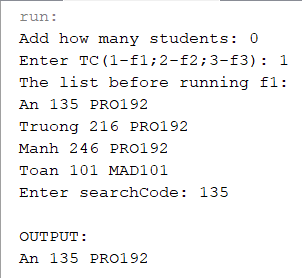 run:
Add how many students: 0
Enter TC(1-f1;2-f2;3-f3): 1
The list before running f1:
An 135 PRO192
Truong 216 PRO192
Manh 246 PRO192
Toan 101 MAD101
Enter searchCode: 135
OUTPUT:
An 135 PRO192